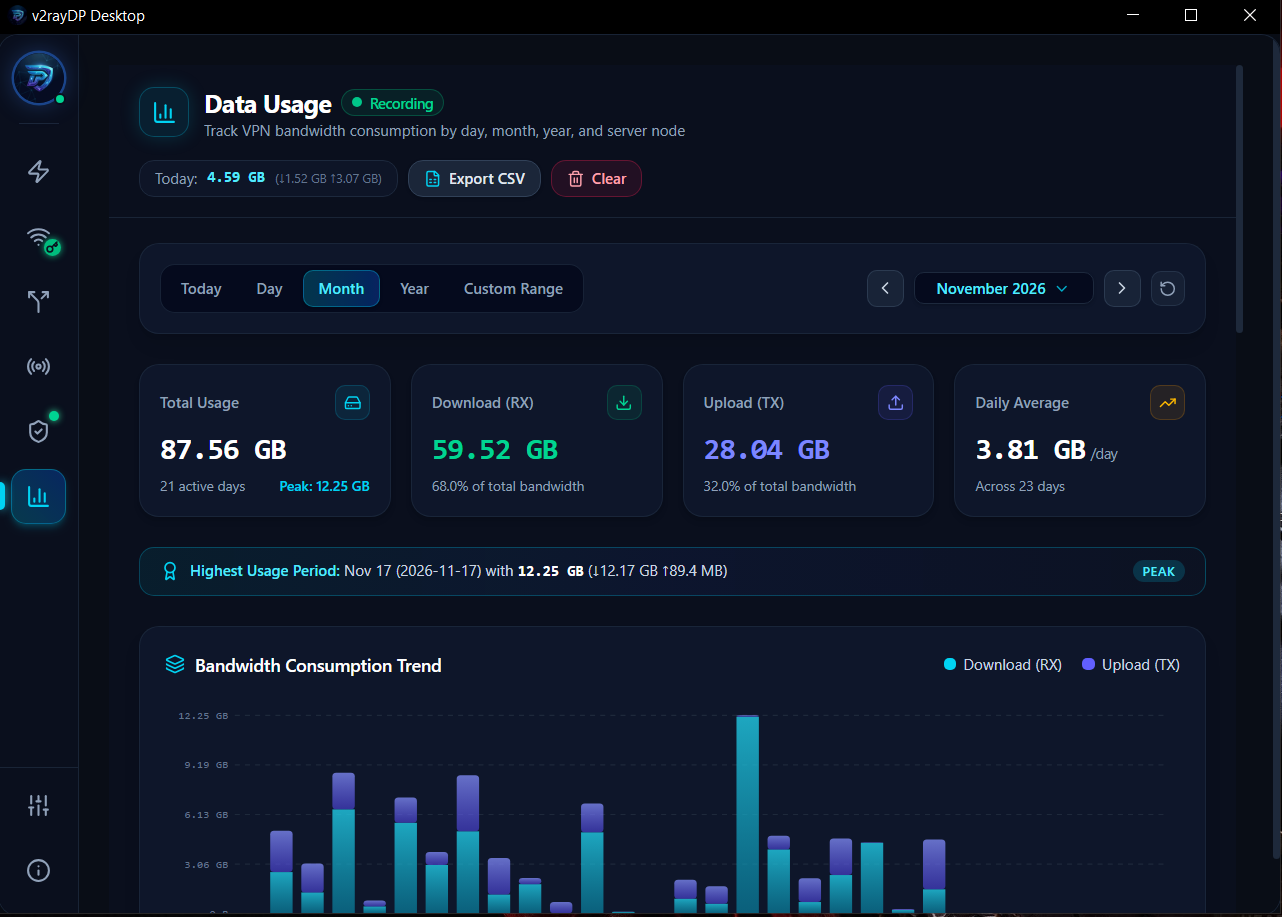 v2rayDP Desktop
Data Usage
Recording
Track VPN bandwidth consumption by day, month, year, and server node
Today: 4.59 GB (↓1.52 GB ↑3.07 GB)
Export CSV
Clear
Today
Day
Month
Year
Custom Range
November 2026
Total Usage
87.56 GB
21 active days
Peak: 12.25 GB
Download (RX)
59.52 GB
68.0% of total bandwidth
Upload (TX)
28.04 GB
32.0% of total bandwidth
Daily Average
3.81 GB /day
Across 23 days
Highest Usage Period: Nov 17 (2026-11-17) with 12.25 GB (↓12.17 GB ↑89.4 MB)
PEAK
Bandwidth Consumption Trend
Download (RX)
Upload (TX)
12.25 GB
9.19 GB
6.13 GB
3.06 GB